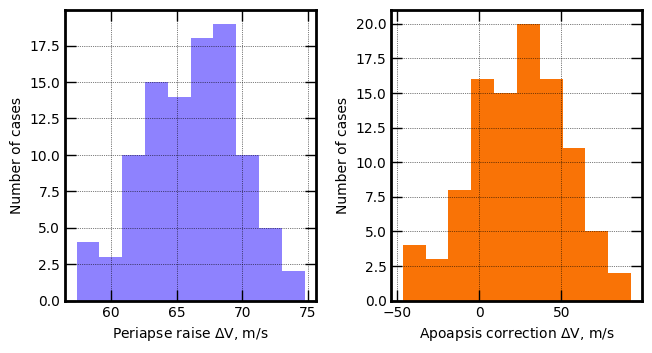 17.5
15.0
12.5
10.0
7.5
5.0
2.5
0.0
Number of cases
60 65 70 75
Periapse raise ΔV, m/s
20.0
17.5
15.0
12.5
10.0
7.5
5.0
2.5
0.0
Number of cases
−50 0 50
Apoapsis correction ΔV, m/s